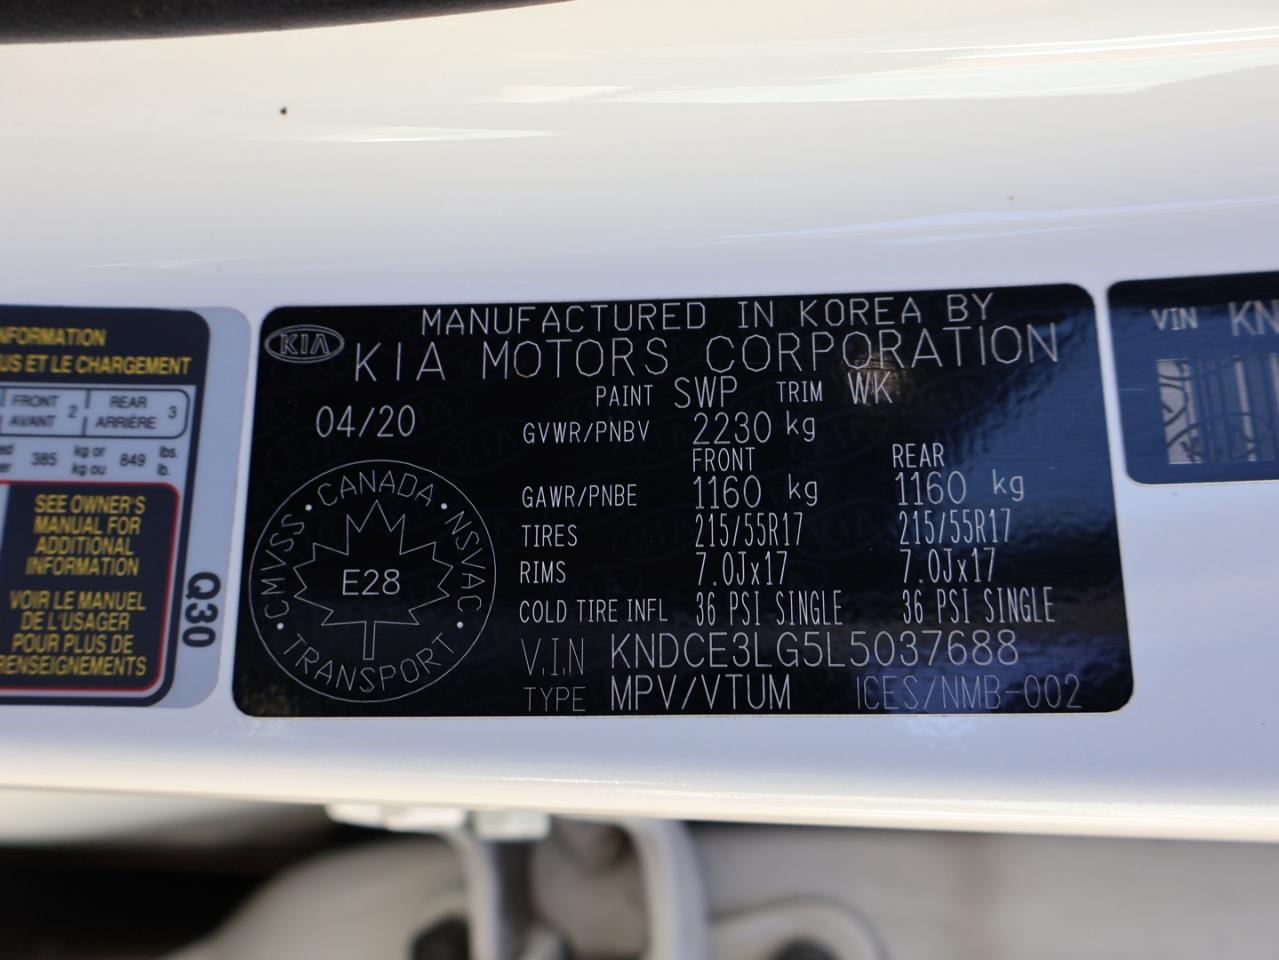 NFORMATION
US ET LE CHARGEMENT
FRONT
AVANT 2
REAR
ARRIÈRE 3
385 kg or
kg ou 849 lbs.
lb.
SEE OWNER'S
MANUAL FOR
ADDITIONAL
INFORMATION
VOIR LE MANUEL
DE L'USAGER
POUR PLUS DE
RENSEIGNEMENTS
Q30
KIA
MANUFACTURED IN KOREA BY
KIA MOTORS CORPORATION
PAINT SWP TRIM WK
04/20
GVWR/PNBV 2230 kg
FRONT REAR
GAWR/PNBE 1160 kg 1160 kg
TIRES 215/55R17 215/55R17
RIMS 7.0Jx17 7.0Jx17
COLD TIRE INFL 36 PSI SINGLE 36 PSI SINGLE
V.I.N KNDCE3LG5L5037688
TYPE MPV/VTUM ICES/NMB-002
CANADA
CMVSS NSVAC
E28
TRANSPORT
VIN KN